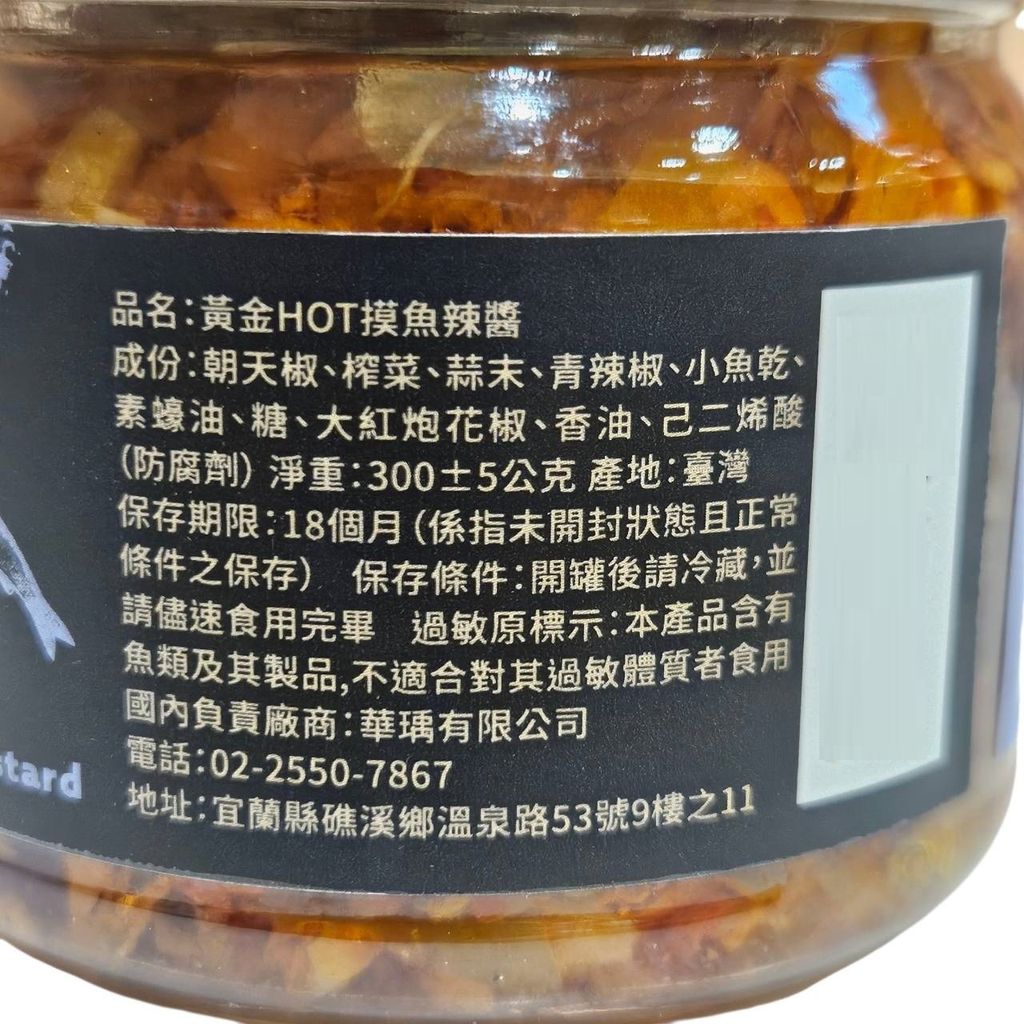 品名：黃金HOT摸魚辣醬
成份：朝天椒、榨菜、蒜末、青辣椒、小魚乾、
素蠔油、糖、大紅炮花椒、香油、己二烯酸
（防腐劑） 淨重：300±5公克 產地：臺灣
保存期限：18個月（係指未開封狀態且正常
條件之保存） 保存條件：開罐後請冷藏，並
請儘速食用完畢 過敏原標示：本產品含有
魚類及其製品,不適合對其過敏體質者食用
國內負責廠商：華瑀有限公司
電話：02-2550-7867
地址：宜蘭縣礁溪鄉溫泉路53號9樓之11
stard